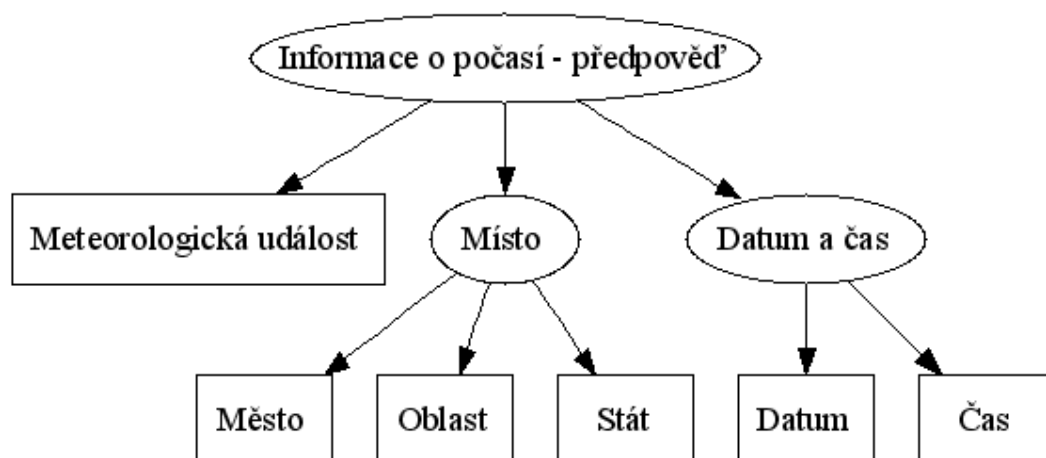 Informace o počasí - předpověď
Meteorologická událost
Místo
Datum a čas
Město
Oblast
Stát
Datum
Čas